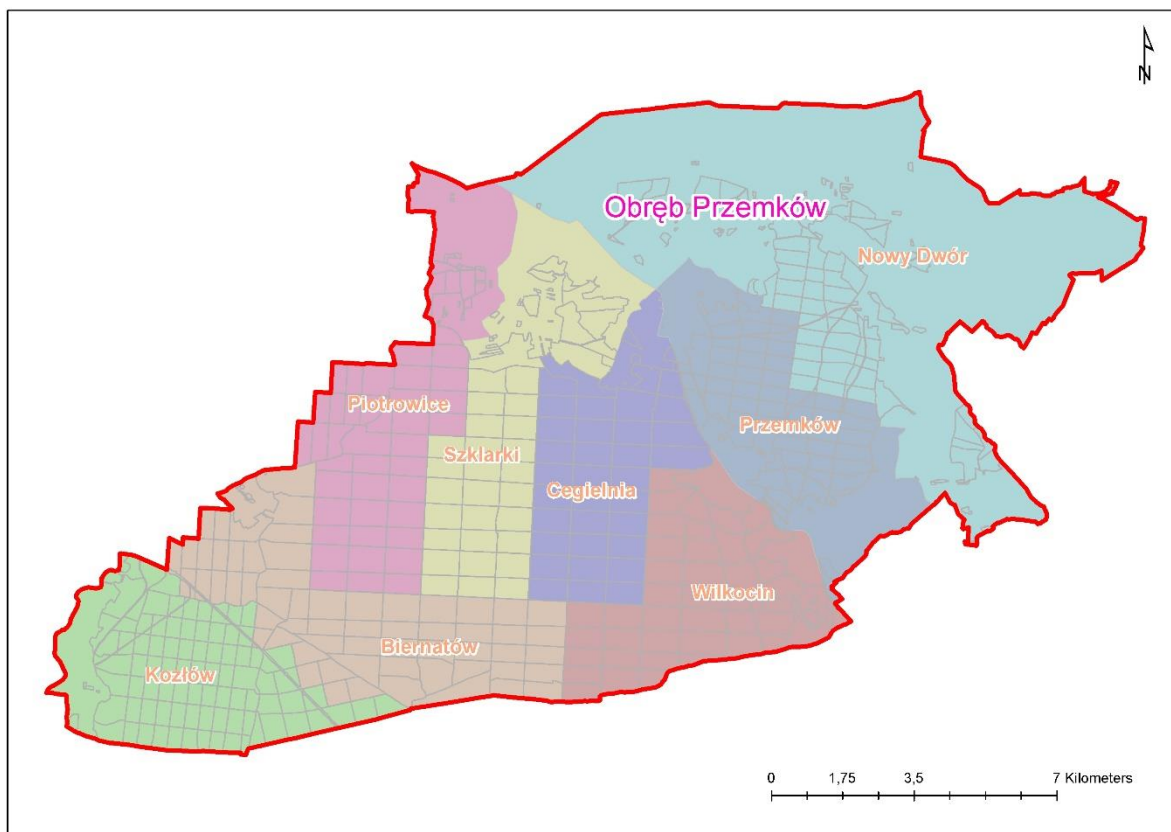 N
Obręb Przemków
Nowy Dwór
Piotrowice
Przemków
Szklarki
Cegielnia
Wilkocin
Biernatów
Kozłów
0 1,75 3,5 7 Kilometers